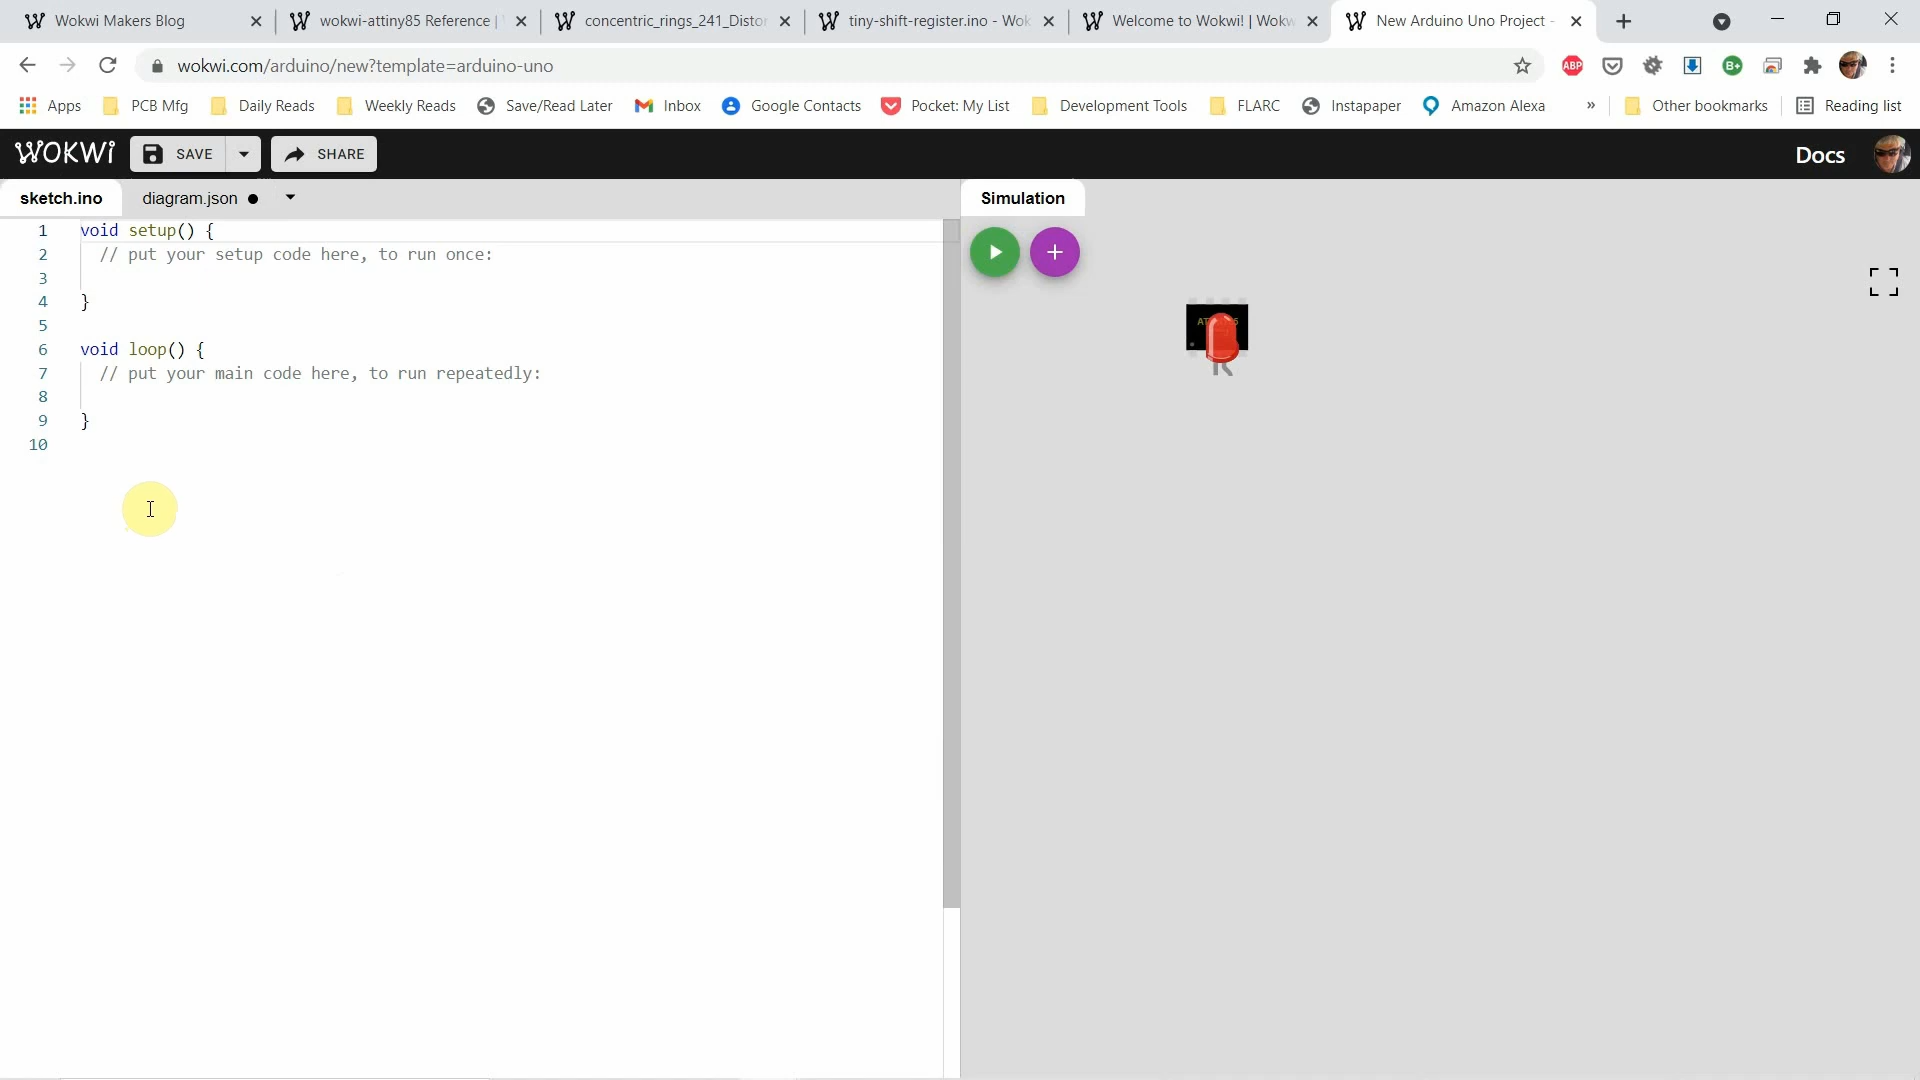 Wokwi Makers Blog
wokwi-attiny85 Reference |
concentric_rings_241_Distor
tiny-shift-register.ino - Wok
Welcome to Wokwi! | Wokw
New Arduino Uno Project -
wokwi.com/arduino/new?template=arduino-uno
ABP
B+
Apps
PCB Mfg
Daily Reads
Weekly Reads
Save/Read Later
Inbox
Google Contacts
Pocket: My List
Development Tools
FLARC
Instapaper
Amazon Alexa
»
Other bookmarks
Reading list
WOKWi
SAVE
SHARE
Docs
sketch.ino
diagram.json
Simulation
1 void setup() {
2 // put your setup code here, to run once:
3
4 }
5
6 void loop() {
7 // put your main code here, to run repeatedly:
8
9 }
10